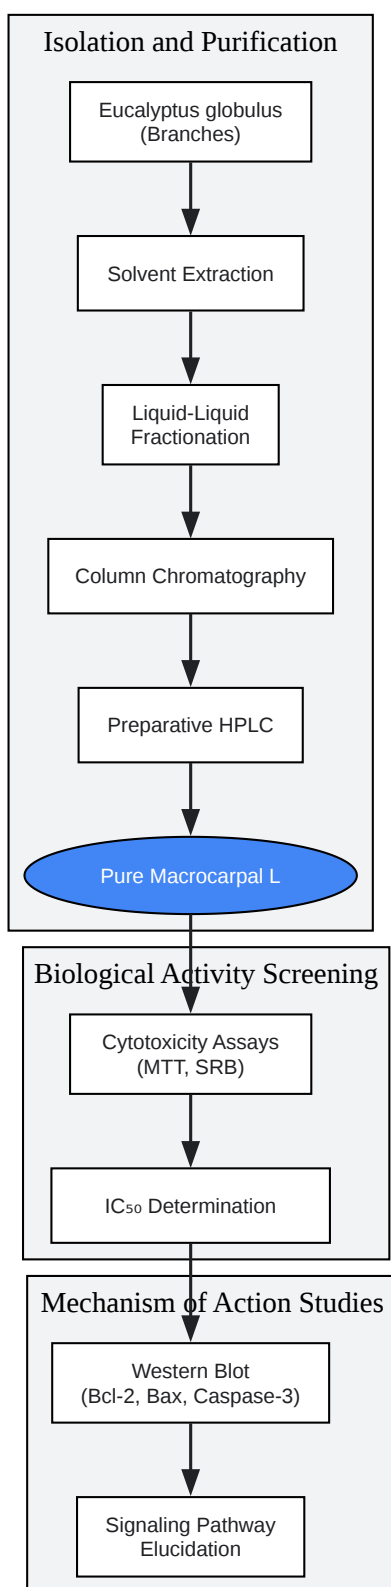 Isolation and Purification
Eucalyptus globulus
(Branches)
Solvent Extraction
Liquid-Liquid
Fractionation
Column Chromatography
Preparative HPLC
Pure Macrocarpal L
Biological Activity Screening
Cytotoxicity Assays
(MTT, SRB)
IC₅₀ Determination
Mechanism of Action Studies
Western Blot
(Bcl-2, Bax, Caspase-3)
Signaling Pathway
Elucidation